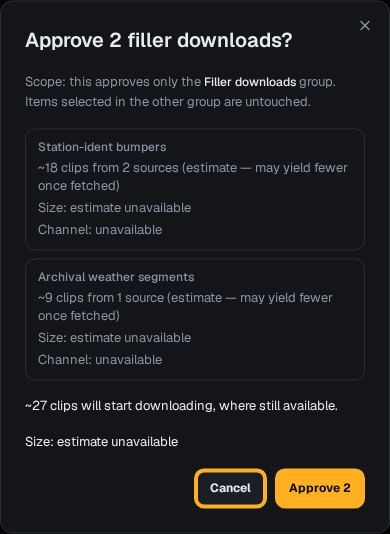 Approve 2 filler downloads?
Scope: this approves only the Filler downloads group.
Items selected in the other group are untouched.
Station-ident bumpers
~18 clips from 2 sources (estimate — may yield fewer
once fetched)
Size: estimate unavailable
Channel: unavailable
Archival weather segments
~9 clips from 1 source (estimate — may yield fewer
once fetched)
Size: estimate unavailable
Channel: unavailable
~27 clips will start downloading, where still available.
Size: estimate unavailable
Cancel
Approve 2